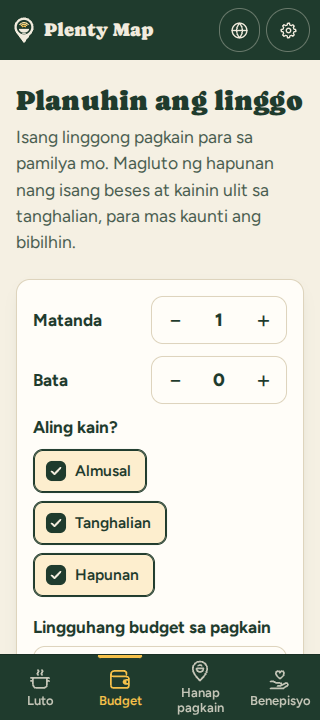 Plenty Map
Planuhin ang linggo
Isang linggong pagkain para sa
pamilya mo. Magluto ng hapunan
nang isang beses at kainin ulit sa
tanghalian, para mas kaunti ang
bibilhin.
Matanda
− 1 +
Bata
− 0 +
Aling kain?
Almusal
Tanghalian
Hapunan
Lingguhang budget sa pagkain
Luto
Budget
Hanap
pagkain
Benepisyo